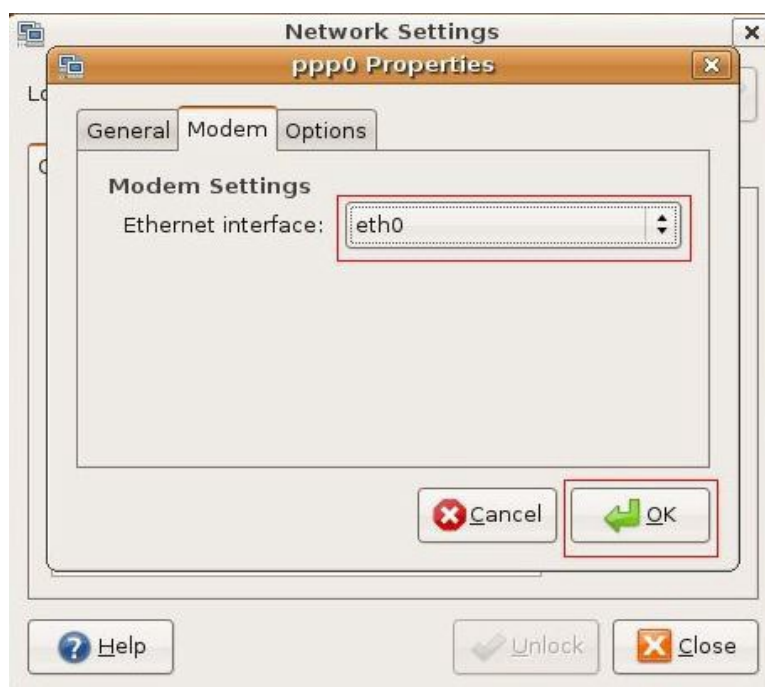 Network Settings
ppp0 Properties
Lo
General Modem Options
Modem Settings
Ethernet interface: eth0
Cancel OK
Help Unlock Close